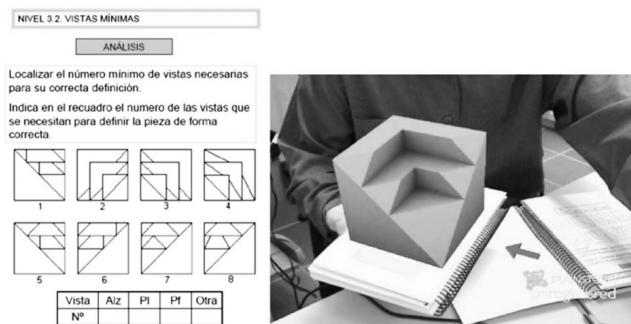 NIVEL 3.2. VISTAS MÍNIMAS
ANÁLISIS
Localizar el número mínimo de vistas necesarias
para su correcta definición.
Indica en el recuadro el numero de las vistas que
se necesitan para definir la pieza de forma
correcta.
1 2 3 4
5 6 7 8
Vista Alz Pl Pf Otra
Nº